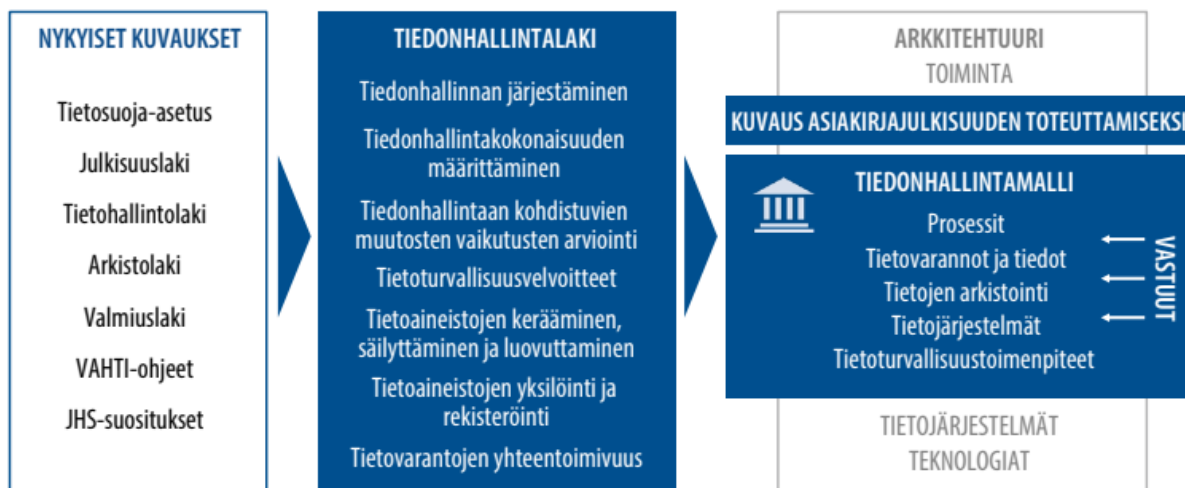 NYKYISET KUVAUKSET
Tietosuoja-asetus
Julkisuuslaki
Tietohallintolaki
Arkistolaki
Valmiuslaki
VAHTI-ohjeet
JHS-suositukset
TIEDONHALLINTALAKI
Tiedonhallinnan järjestäminen
Tiedonhallintakokonaisuuden
määrittäminen
Tiedonhallintaan kohdistuvien
muutosten vaikutusten arviointi
Tietoturvallisuusvelvoitteet
Tietoaineistojen kerääminen,
säilyttäminen ja luovuttaminen
Tietoaineistojen yksilöinti ja
rekisteröinti
Tietovarantojen yhteentoimivuus
ARKKITEHTUURI
TOIMINTA
KUVAUS ASIAKIRJAJULKISUUDEN TOTEUTTAMISEKSI
TIEDONHALLINTAMALLI
Prosessit
Tietovarannot ja tiedot
Tietojen arkistointi
Tietojärjestelmät
Tietoturvallisuustoimenpiteet
VASTUUT
TIETOJÄRJESTELMÄT
TEKNOLOGIAT